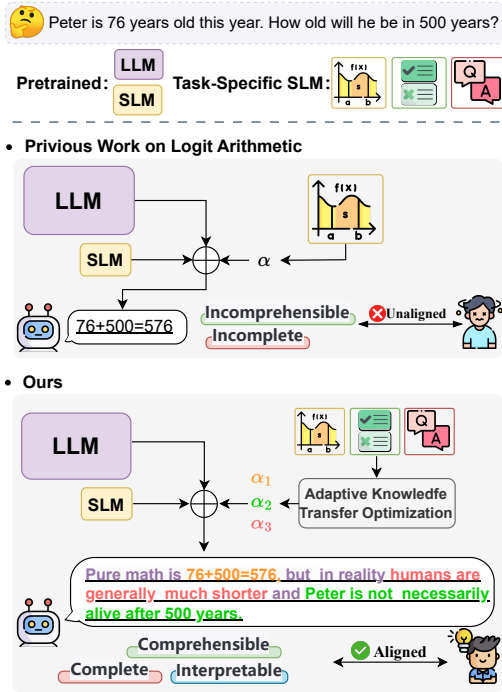 Peter is 76 years old this year. How old will he be in 500 years?
Pretrained:
LLM
SLM
Task-Specific SLM:
f(x)
s
a b
Q
A
• Privious Work on Logit Arithmetic
LLM
f(x)
s
a b
SLM
α
76+500=576
Incomprehensible
Incomplete
Unaligned
• Ours
LLM
f(x)
s
a b
Q
A
SLM
α1
α2
α3
Adaptive Knowledfe
Transfer Optimization
Pure math is 76+500=576, but in reality humans are
generally much shorter and Peter is not necessarily
alive after 500 years.
Comprehensible
Complete
Interpretable
Aligned